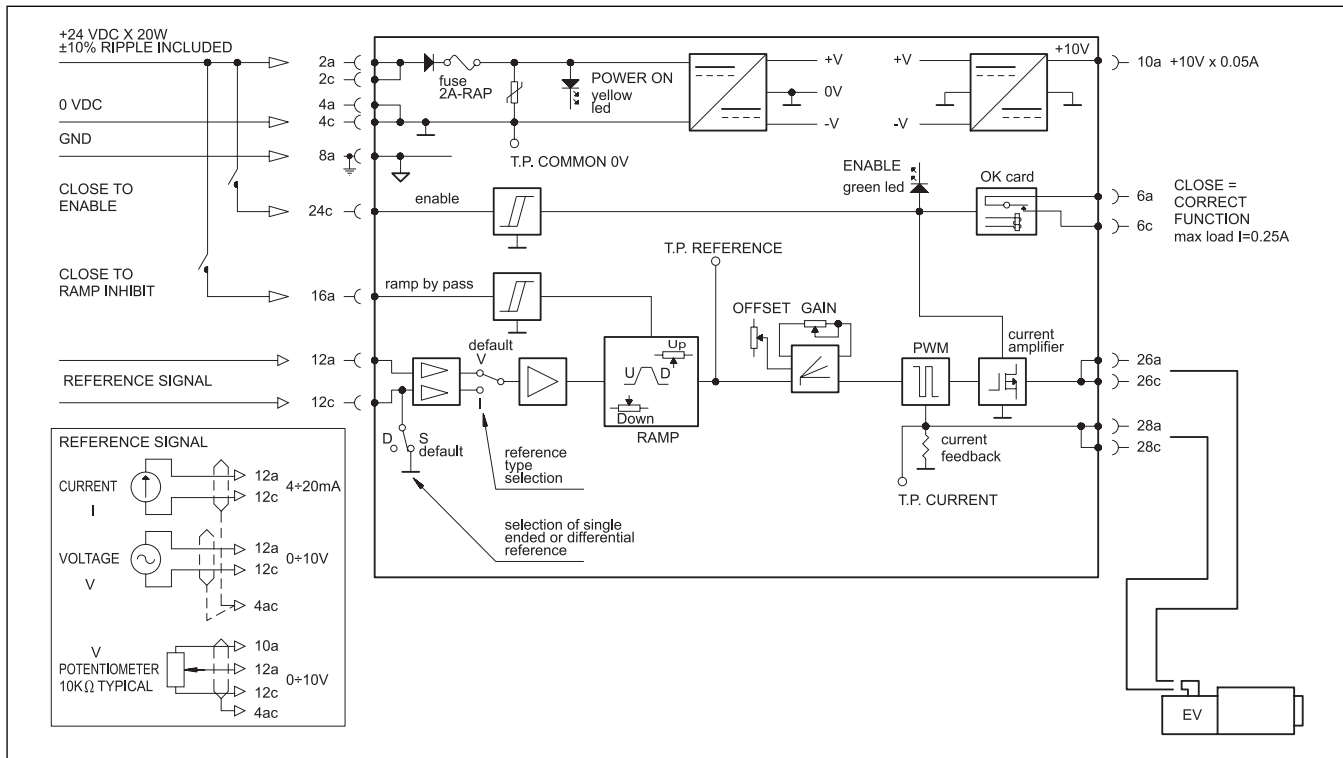 +24 VDC X 20W
±10% RIPPLE INCLUDED
0 VDC
GND
CLOSE TO
ENABLE
CLOSE TO
RAMP INHIBIT
REFERENCE SIGNAL
2a
2c
4a
4c
8a
24c
16a
12a
12c
fuse
2A-RAP
POWER ON
yellow
led
T.P. COMMON 0V
+V
0V
-V
+V
-V
+10V
10a +10V x 0.05A
enable
ENABLE
green led
OK card
6a
6c
CLOSE =
CORRECT
FUNCTION
max load I=0.25A
T.P. REFERENCE
ramp by pass
default
V
I
U
D
Up
Down
RAMP
OFFSET
GAIN
PWM
current
amplifier
26a
26c
28a
28c
D
S
default
reference
type
selection
current
feedback
T.P. CURRENT
selection of single
ended or differential
reference
REFERENCE SIGNAL
CURRENT
I
12a
12c
4÷20mA
VOLTAGE
V
12a
12c
0÷10V
4ac
V
POTENTIOMETER
10KΩ TYPICAL
10a
12a
12c
0÷10V
4ac
EV